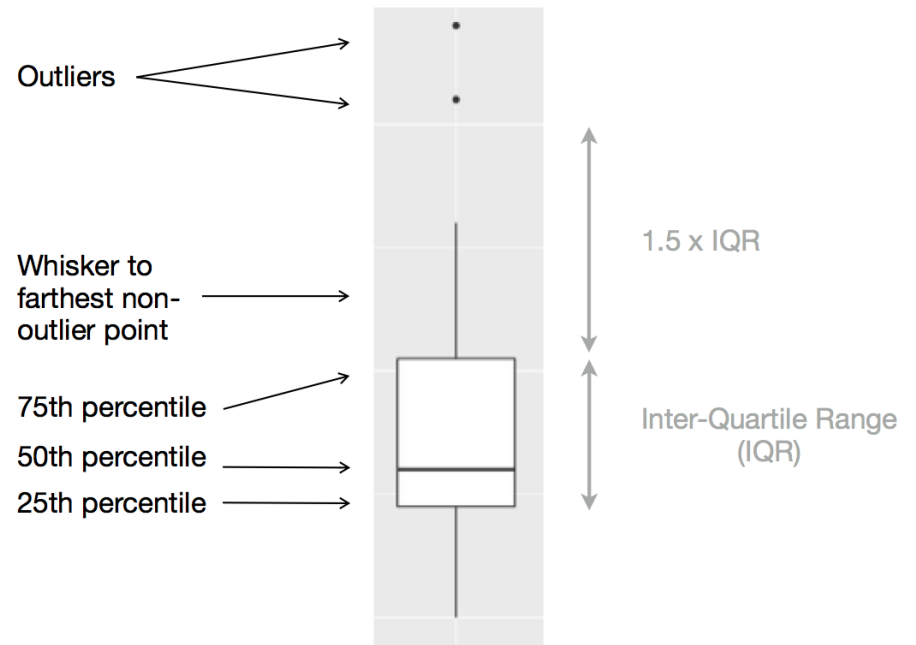 Outliers
1.5 x IQR
Whisker to
farthest non-
outlier point
75th percentile
Inter-Quartile Range
(IQR)
50th percentile
25th percentile